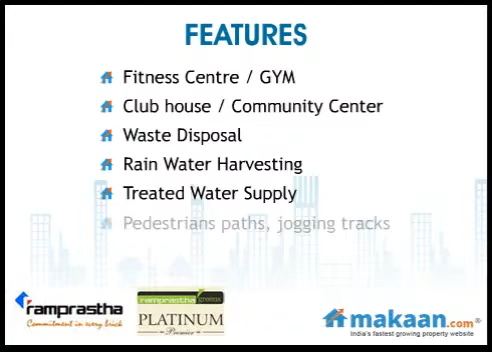 FEATURES
Fitness Centre / GYM
Club house / Community Center
Waste Disposal
Rain Water Harvesting
Treated Water Supply
Pedestrians paths, jogging tracks
ramprastha
Commitment in every brick
ramprastha greens
PLATINUM
Premier
makaan.com®
India's fastest growing property website